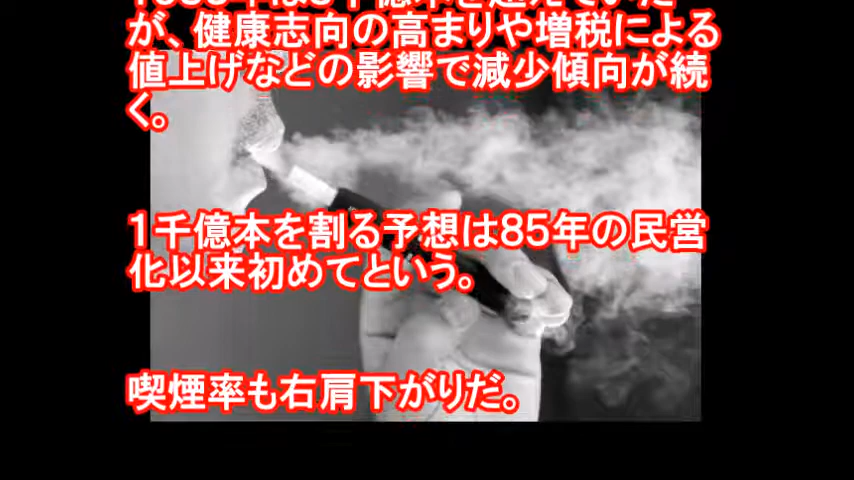 が、健康志向の高まりや増税による
値上げなどの影響で減少傾向が続
く。
1千億本を割る予想は85年の民営
化以来初めてという。
喫煙率も右肩下がりだ。